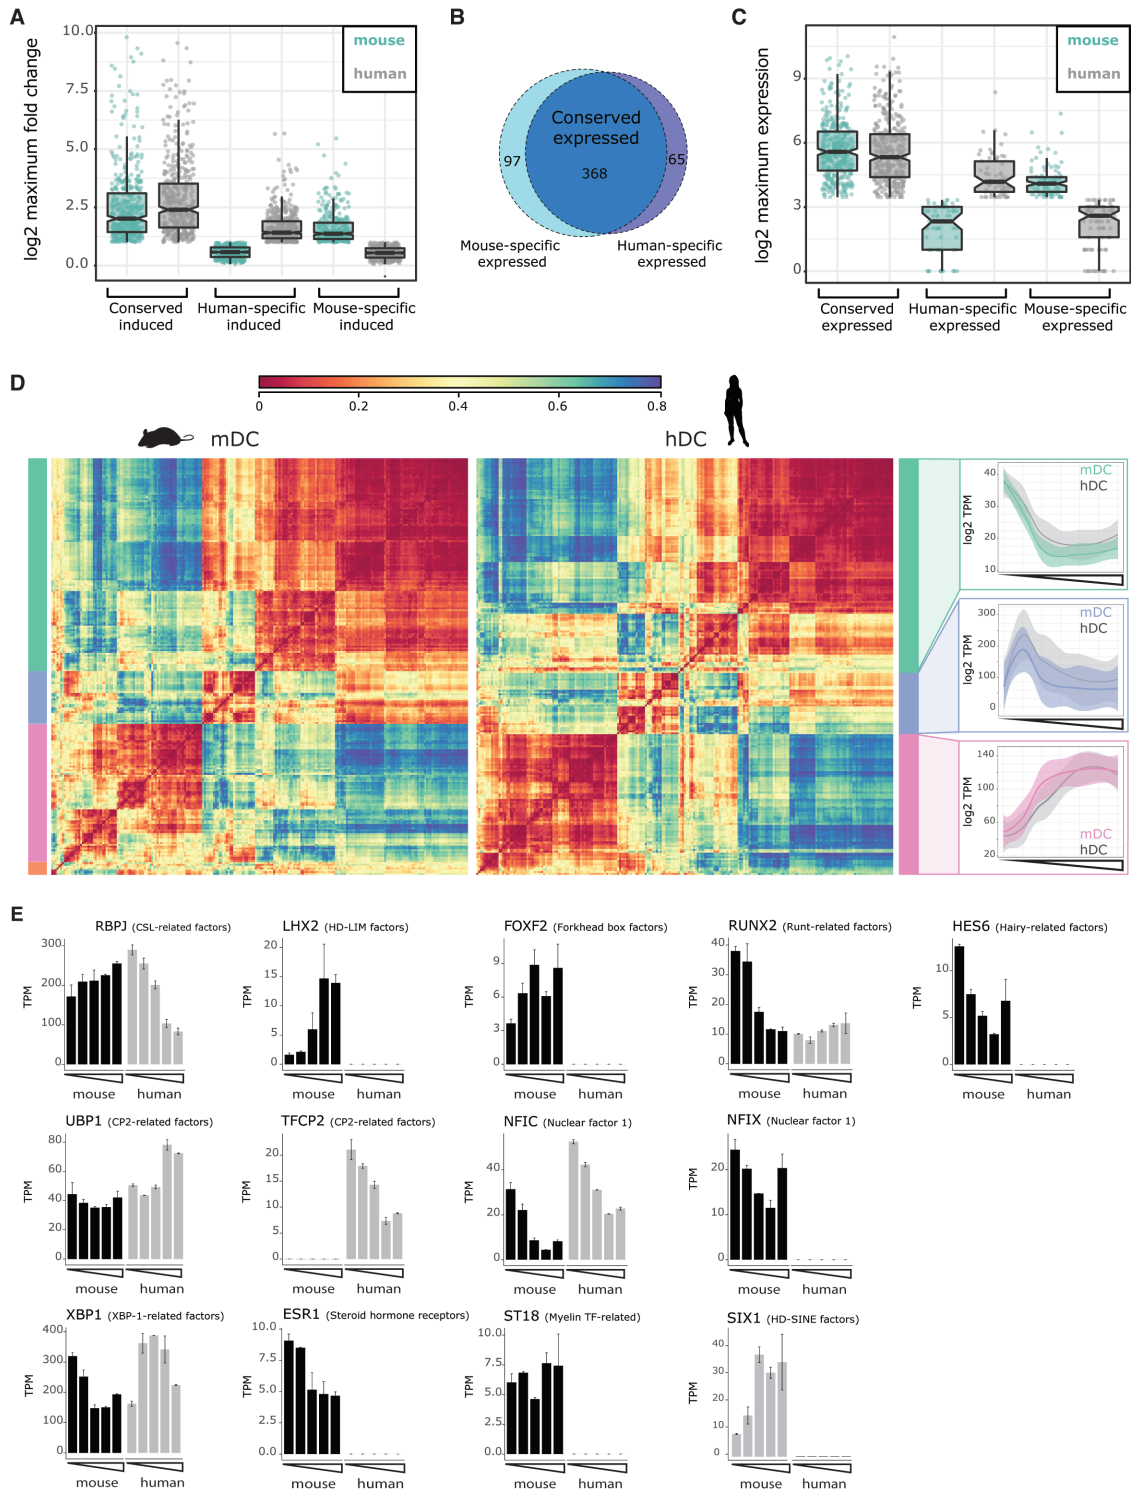 A
log2 maximum fold change
10.0
7.5
5.0
2.5
0.0
mouse
human
Conserved
induced
Human-specific
induced
Mouse-specific
induced
B
Conserved
expressed
97
368
65
Mouse-specific
expressed
Human-specific
expressed
C
log2 maximum expression
9
6
3
0
mouse
human
Conserved
expressed
Human-specific
expressed
Mouse-specific
expressed
D
0 0.2 0.4 0.6 0.8
mDC
hDC
log2 TPM
40
30
20
10
mDC
hDC
log2 TPM
300
200
100
0
mDC
hDC
log2 TPM
140
100
60
20
mDC
hDC
E
RBPJ (CSL-related factors)
TPM
300
200
100
0
mouse human
LHX2 (HD-LIM factors)
TPM
20
15
10
5
0
mouse human
FOXF2 (Forkhead box factors)
TPM
9
6
3
0
mouse human
RUNX2 (Runt-related factors)
TPM
40
30
20
10
0
mouse human
HES6 (Hairy-related factors)
TPM
10
5
0
mouse human
UBP1 (CP2-related factors)
TPM
80
60
40
20
0
mouse human
TFCP2 (CP2-related factors)
TPM
20
15
10
5
0
mouse human
NFIC (Nuclear factor 1)
TPM
40
20
0
mouse human
NFIX (Nuclear factor 1)
TPM
20
10
0
mouse human
XBP1 (XBP-1-related factors)
TPM
400
300
200
100
0
mouse human
ESR1 (Steroid hormone receptors)
TPM
10.0
7.5
5.0
2.5
0.0
mouse human
ST18 (Myelin TF-related)
TPM
10.0
7.5
5.0
2.5
0.0
mouse human
SIX1 (HD-SINE factors)
TPM
40
30
20
10
0
mouse human